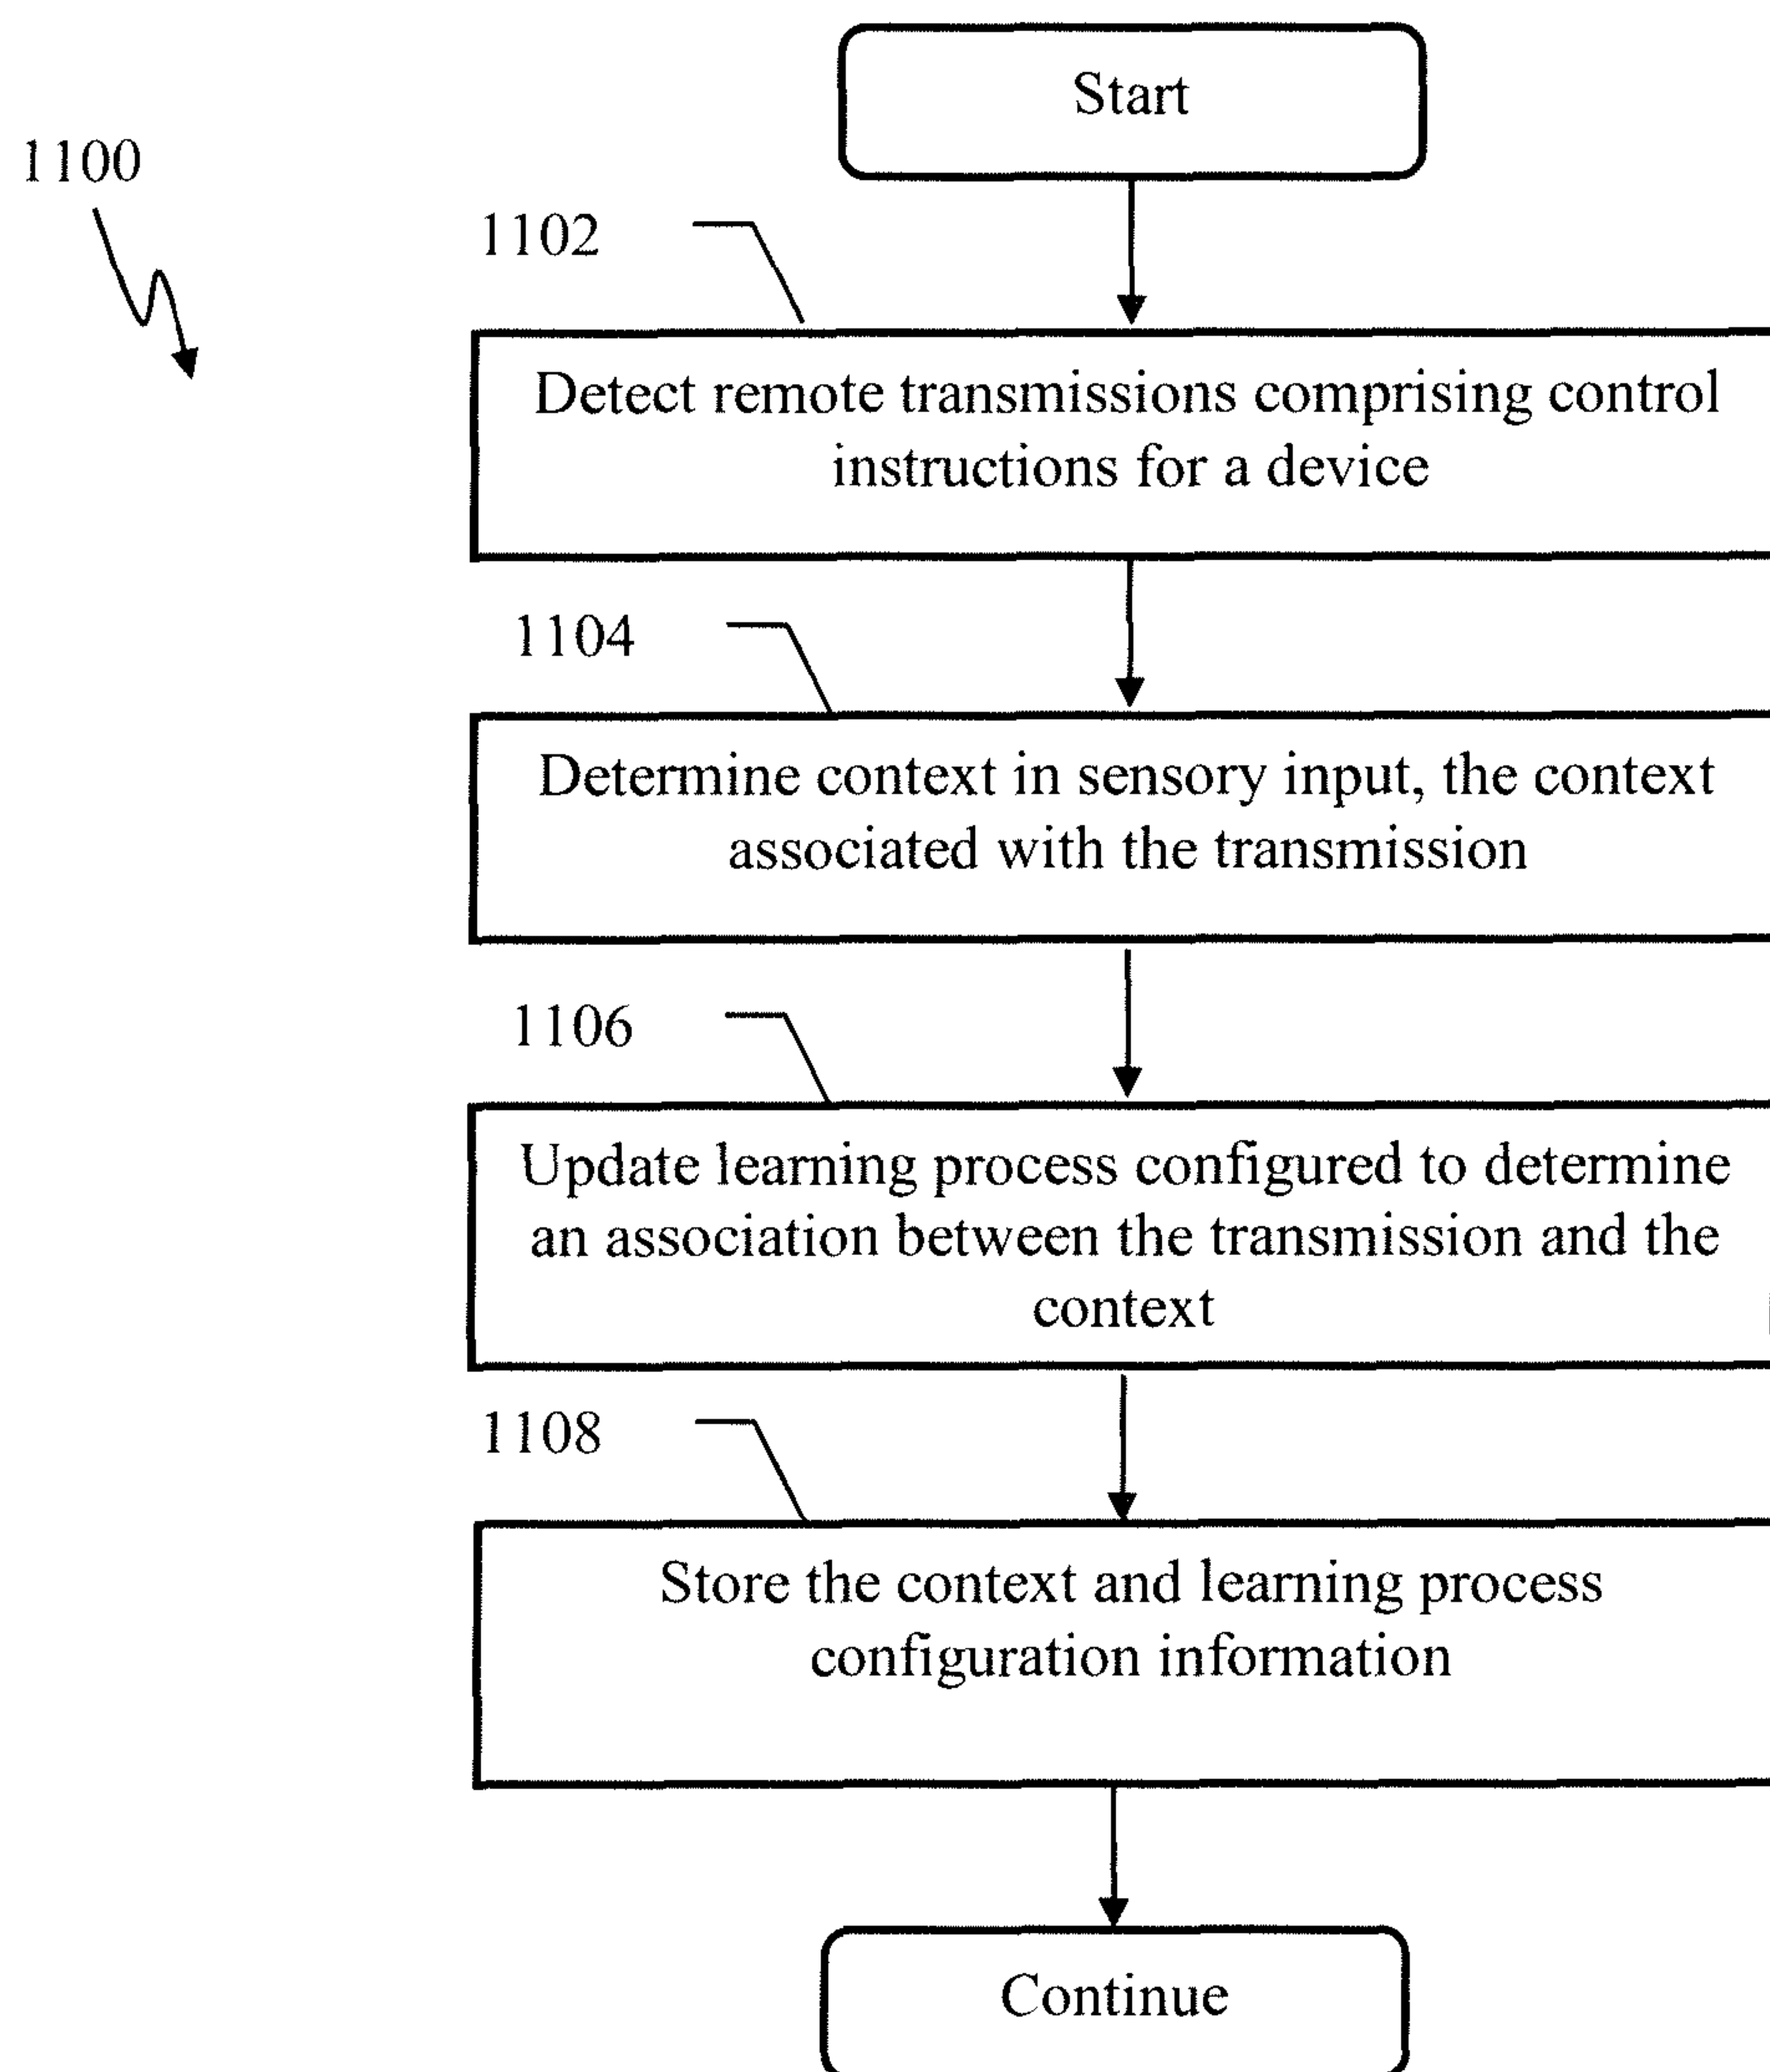 Start
1100
1102
Detect remote transmissions comprising control
instructions for a device
1104
Determine context in sensory input, the context
associated with the transmission
1106
Update learning process configured to determine
an association between the transmission and the
context
1108
Store the context and learning process
configuration information
Continue